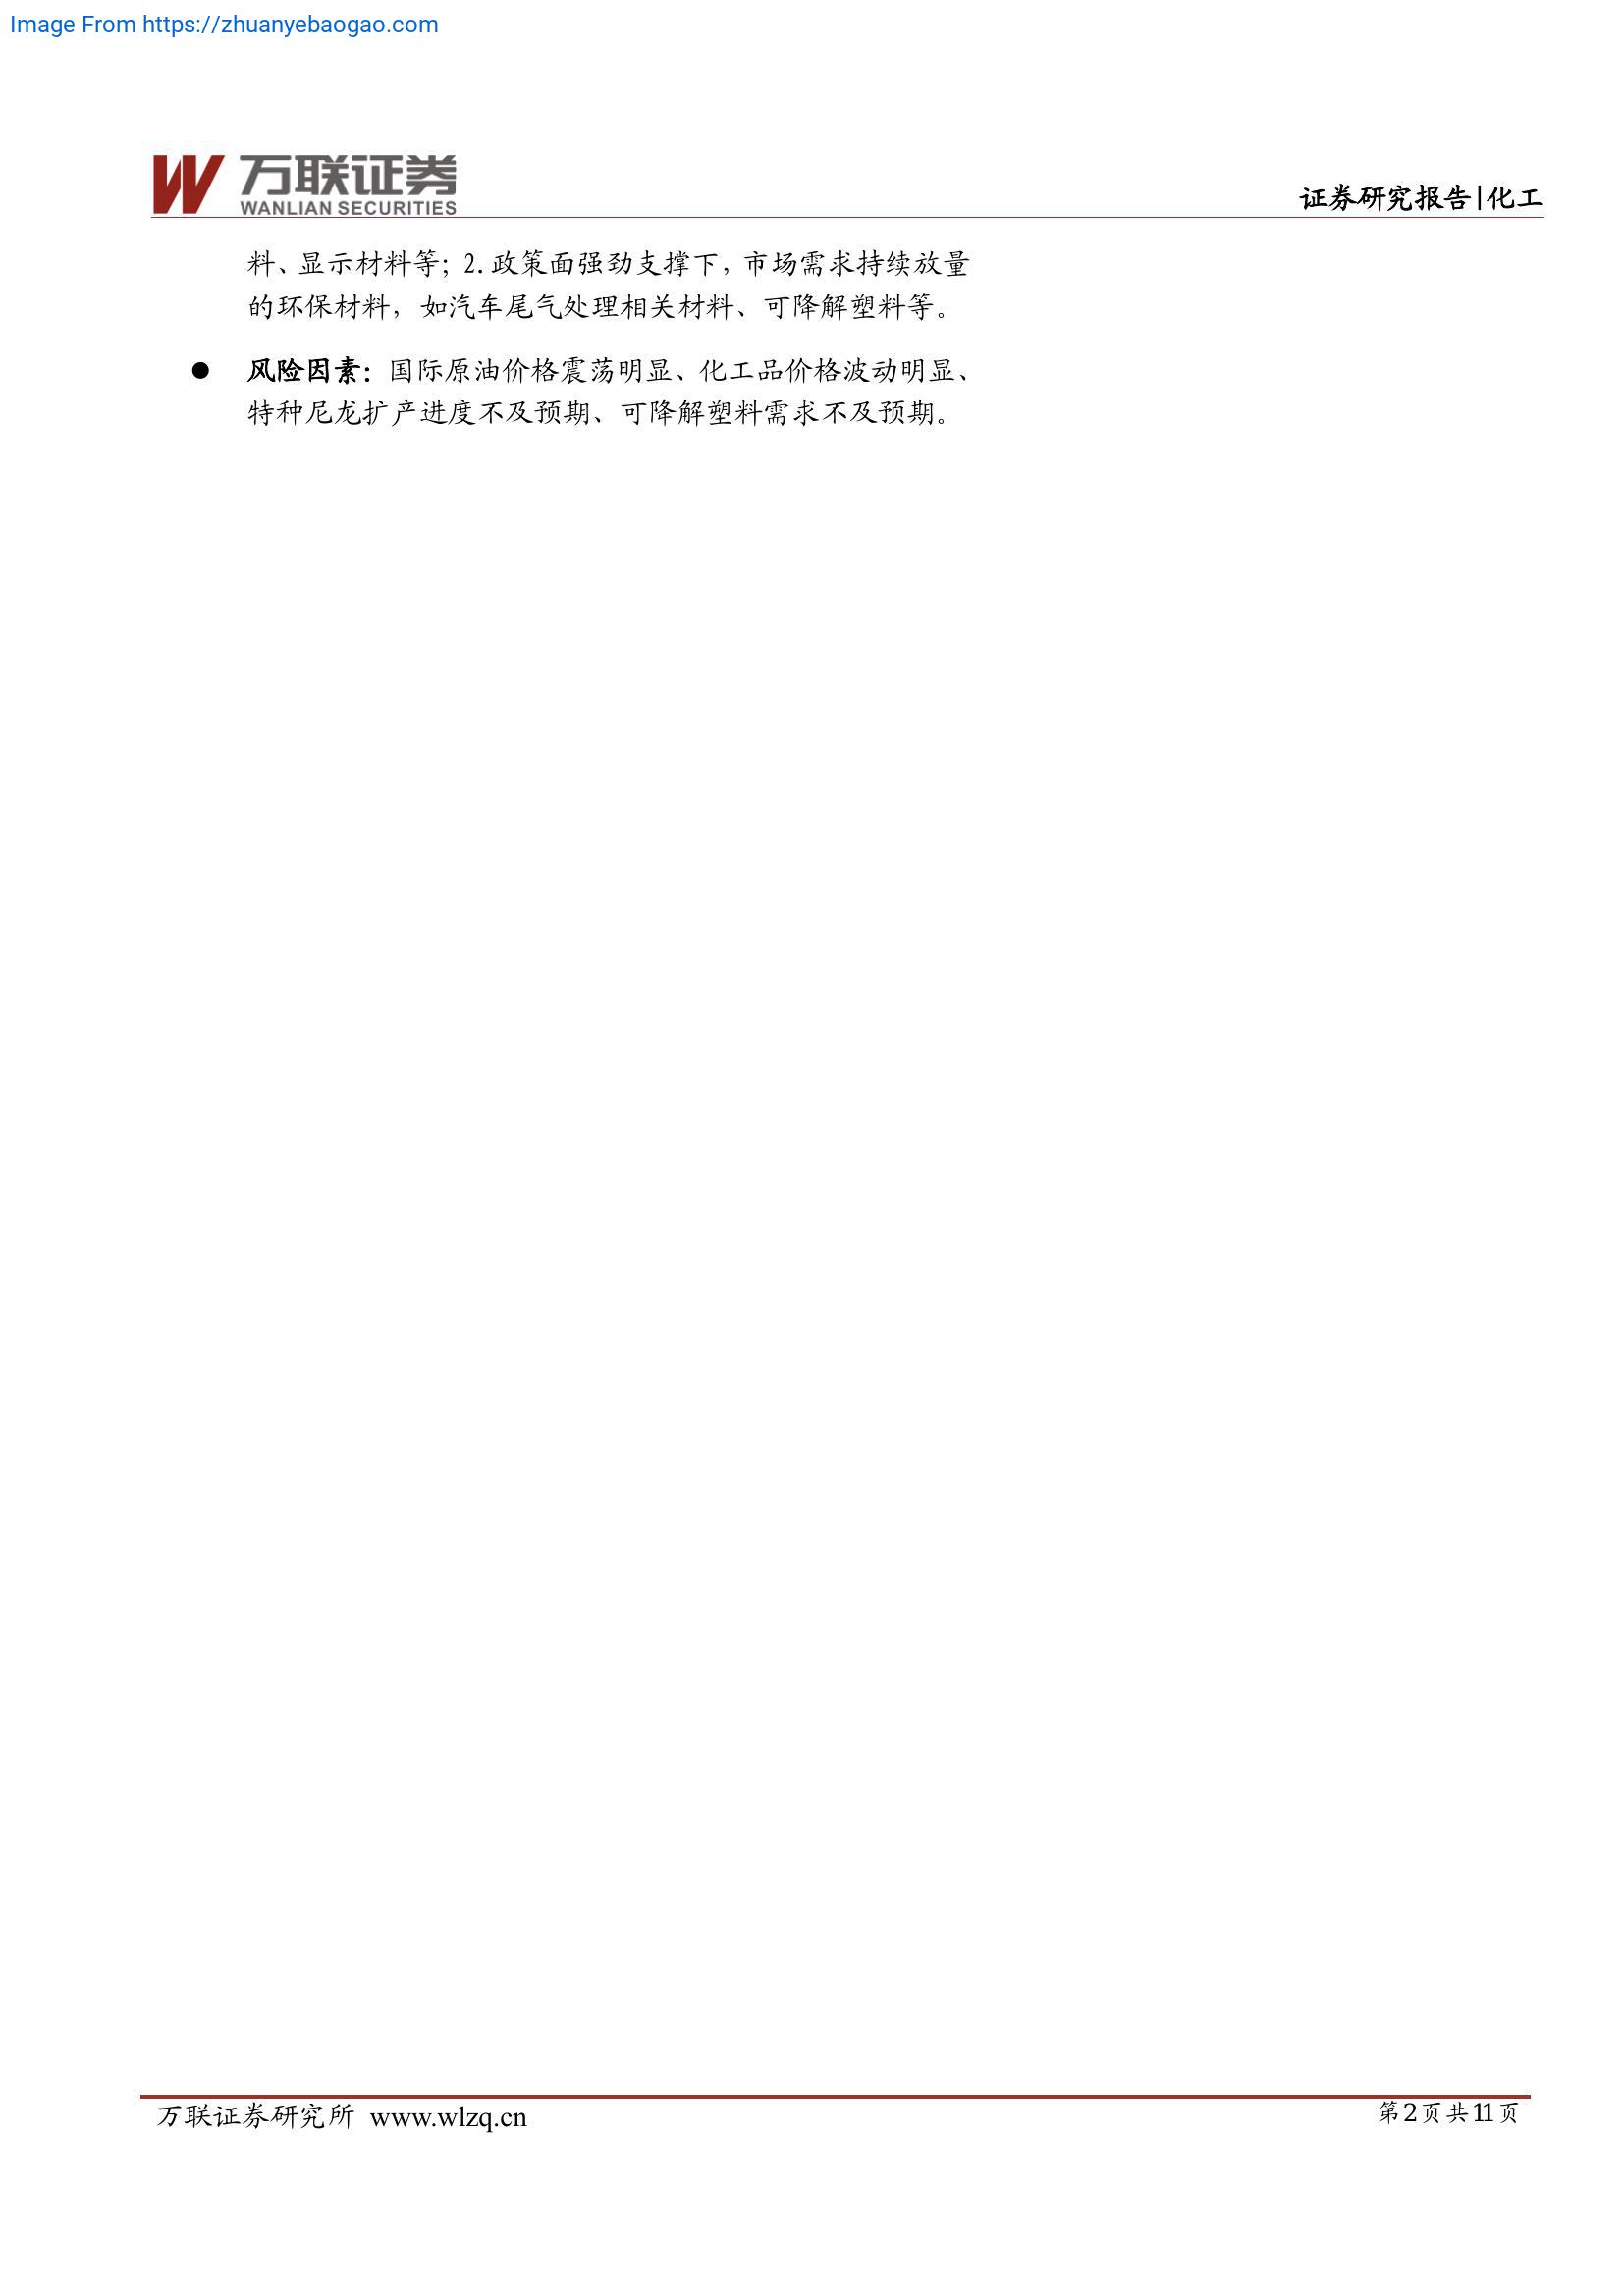 Image From https://zhuanyebaogao.com
万联证券
WANLIAN SECURITIES
证券研究报告|化工
料、显示材料等；2.政策面强劲支撑下，市场需求持续放量
的环保材料，如汽车尾气处理相关材料、可降解塑料等。
● 风险因素：国际原油价格震荡明显、化工品价格波动明显、
特种尼龙扩产进度不及预期、可降解塑料需求不及预期。
万联证券研究所 www.wlzq.cn
第2页共11页